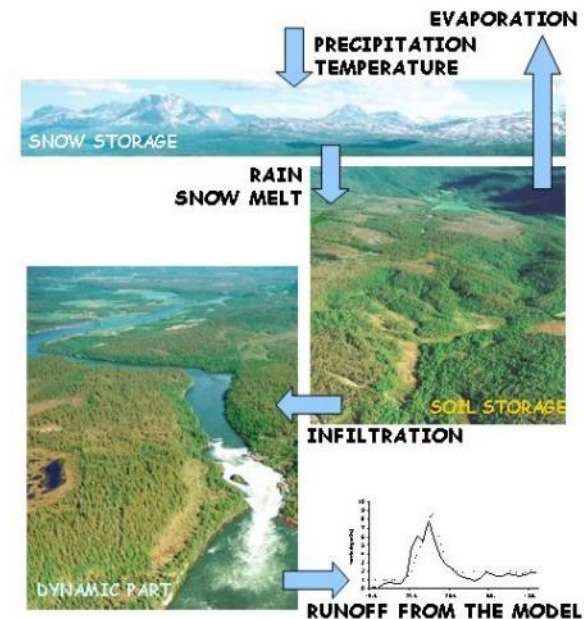 EVAPORATION
PRECIPITATION
TEMPERATURE
SNOW STORAGE
RAIN
SNOW MELT
SOIL STORAGE
INFILTRATION
DYNAMIC PART
RUNOFF FROM THE MODEL